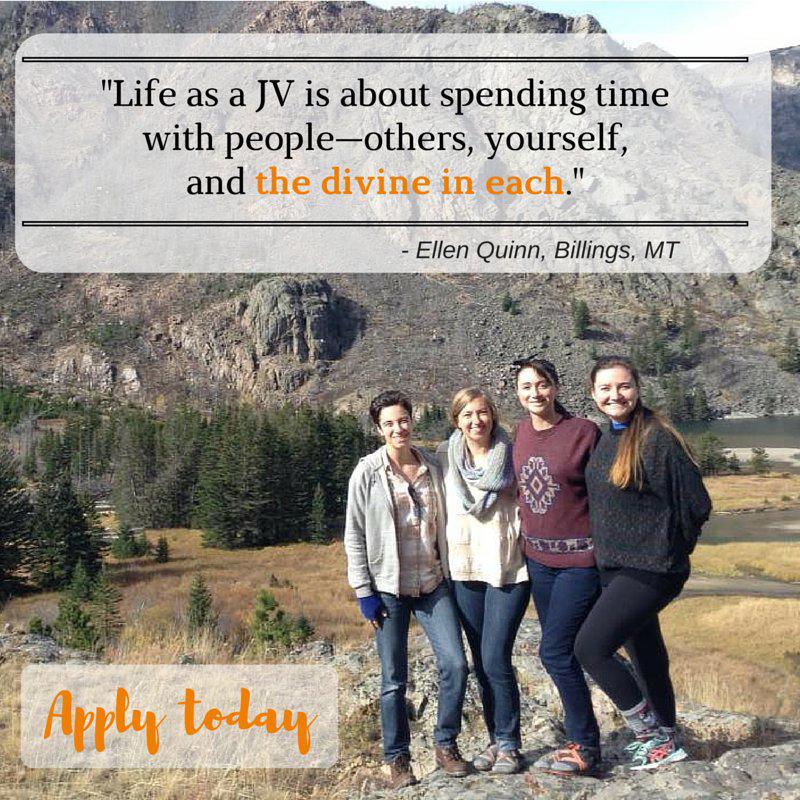 "Life as a JV is about spending time
with people—others, yourself,
and the divine in each."
- Ellen Quinn, Billings, MT
Apply today